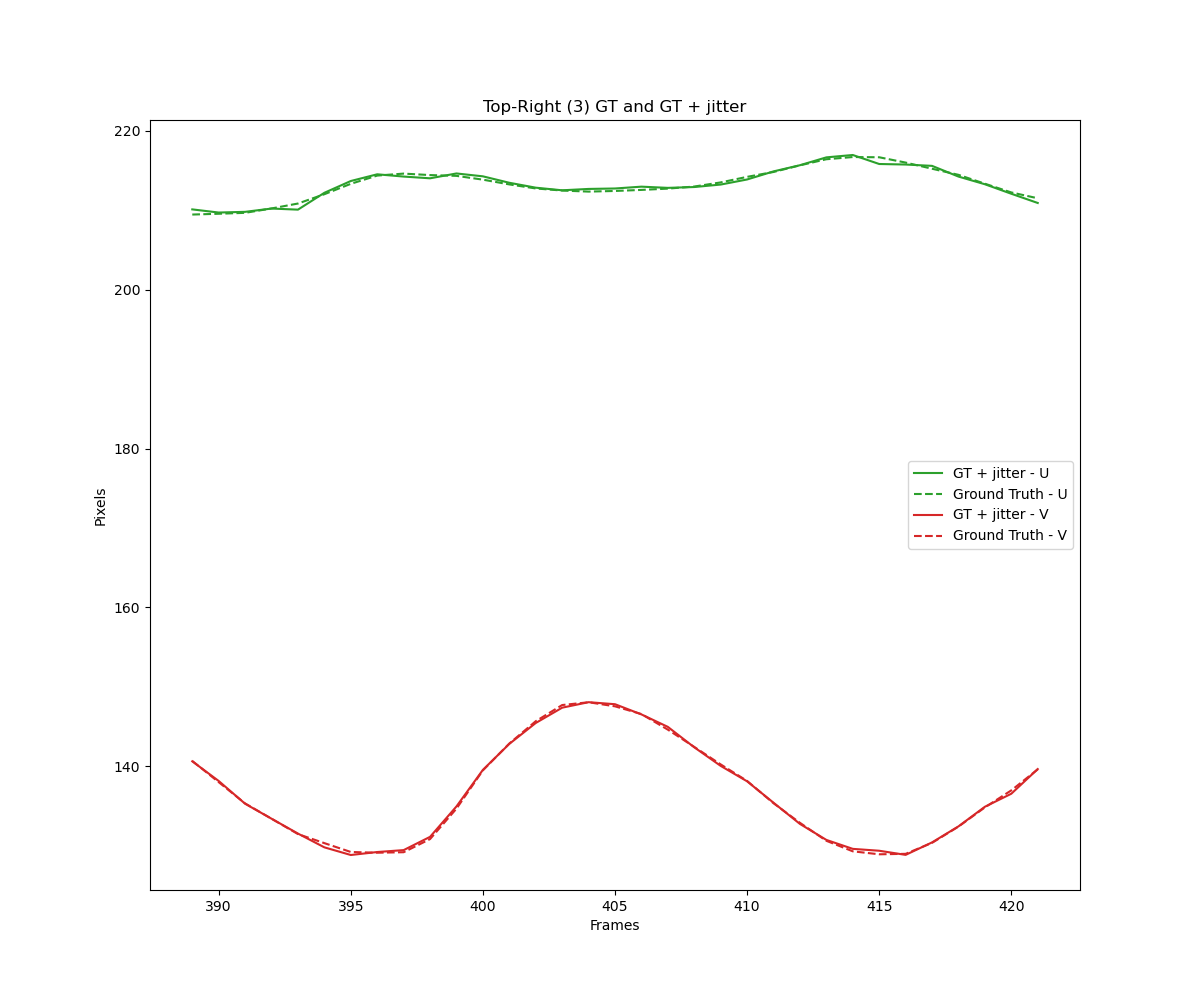 Top-Right (3) GT and GT + jitter
220
200
180
160
140
Pixels
GT + jitter - U
Ground Truth - U
GT + jitter - V
Ground Truth - V
390 395 400 405 410 415 420
Frames